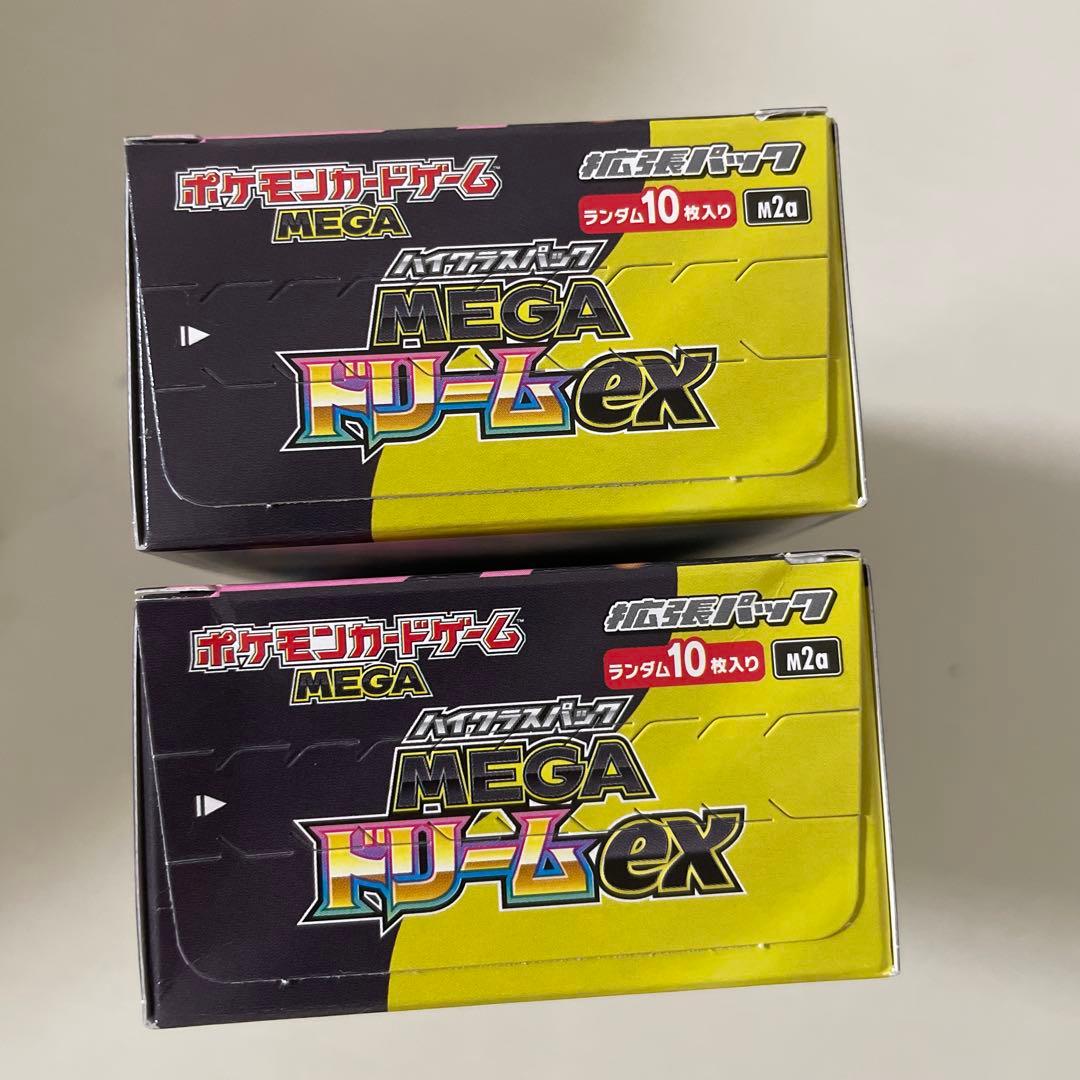 ポケモンカードゲーム™
MEGA
拡張パック
ランダム10枚入り M2a
ハイクラスパック
MEGA
ドリームex
ポケモンカードゲーム™
MEGA
拡張パック
ランダム10枚入り M2a
ハイクラスパック
MEGA
ドリームex